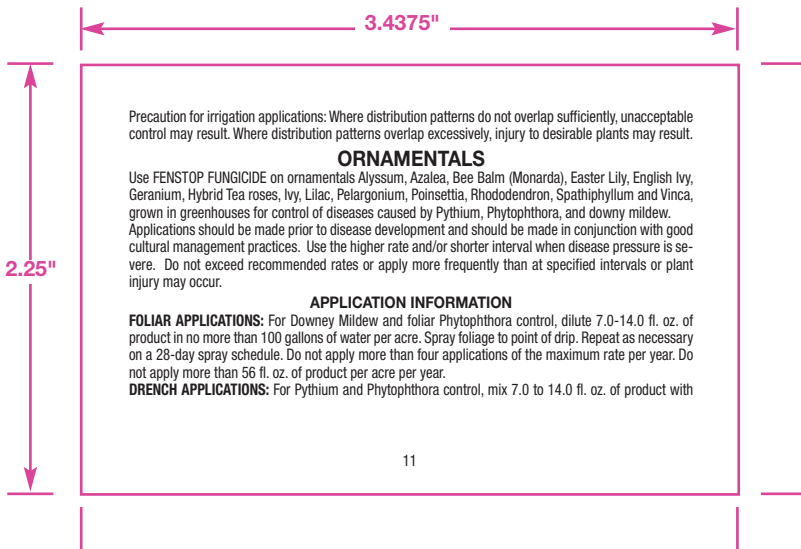 3.4375"
Precaution for irrigation applications: Where distribution patterns do not overlap sufficiently, unacceptable
control may result. Where distribution patterns overlap excessively, injury to desirable plants may result.
ORNAMENTALS
Use FENSTOP FUNGICIDE on ornamentals Alyssum, Azalea, Bee Balm (Monarda), Easter Lily, English Ivy,
Geranium, Hybrid Tea roses, Ivy, Lilac, Pelargonium, Poinsettia, Rhododendron, Spathiphyllum and Vinca,
grown in greenhouses for control of diseases caused by Pythium, Phytophthora, and downy mildew.
Applications should be made prior to disease development and should be made in conjunction with good
cultural management practices. Use the higher rate and/or shorter interval when disease pressure is se-
vere. Do not exceed recommended rates or apply more frequently than at specified intervals or plant
injury may occur.
2.25"
APPLICATION INFORMATION
FOLIAR APPLICATIONS: For Downey Mildew and foliar Phytophthora control, dilute 7.0-14.0 fl. oz. of
product in no more than 100 gallons of water per acre. Spray foliage to point of drip. Repeat as necessary
on a 28-day spray schedule. Do not apply more than four applications of the maximum rate per year. Do
not apply more than 56 fl. oz. of product per acre per year.
DRENCH APPLICATIONS: For Pythium and Phytophthora control, mix 7.0 to 14.0 fl. oz. of product with
11